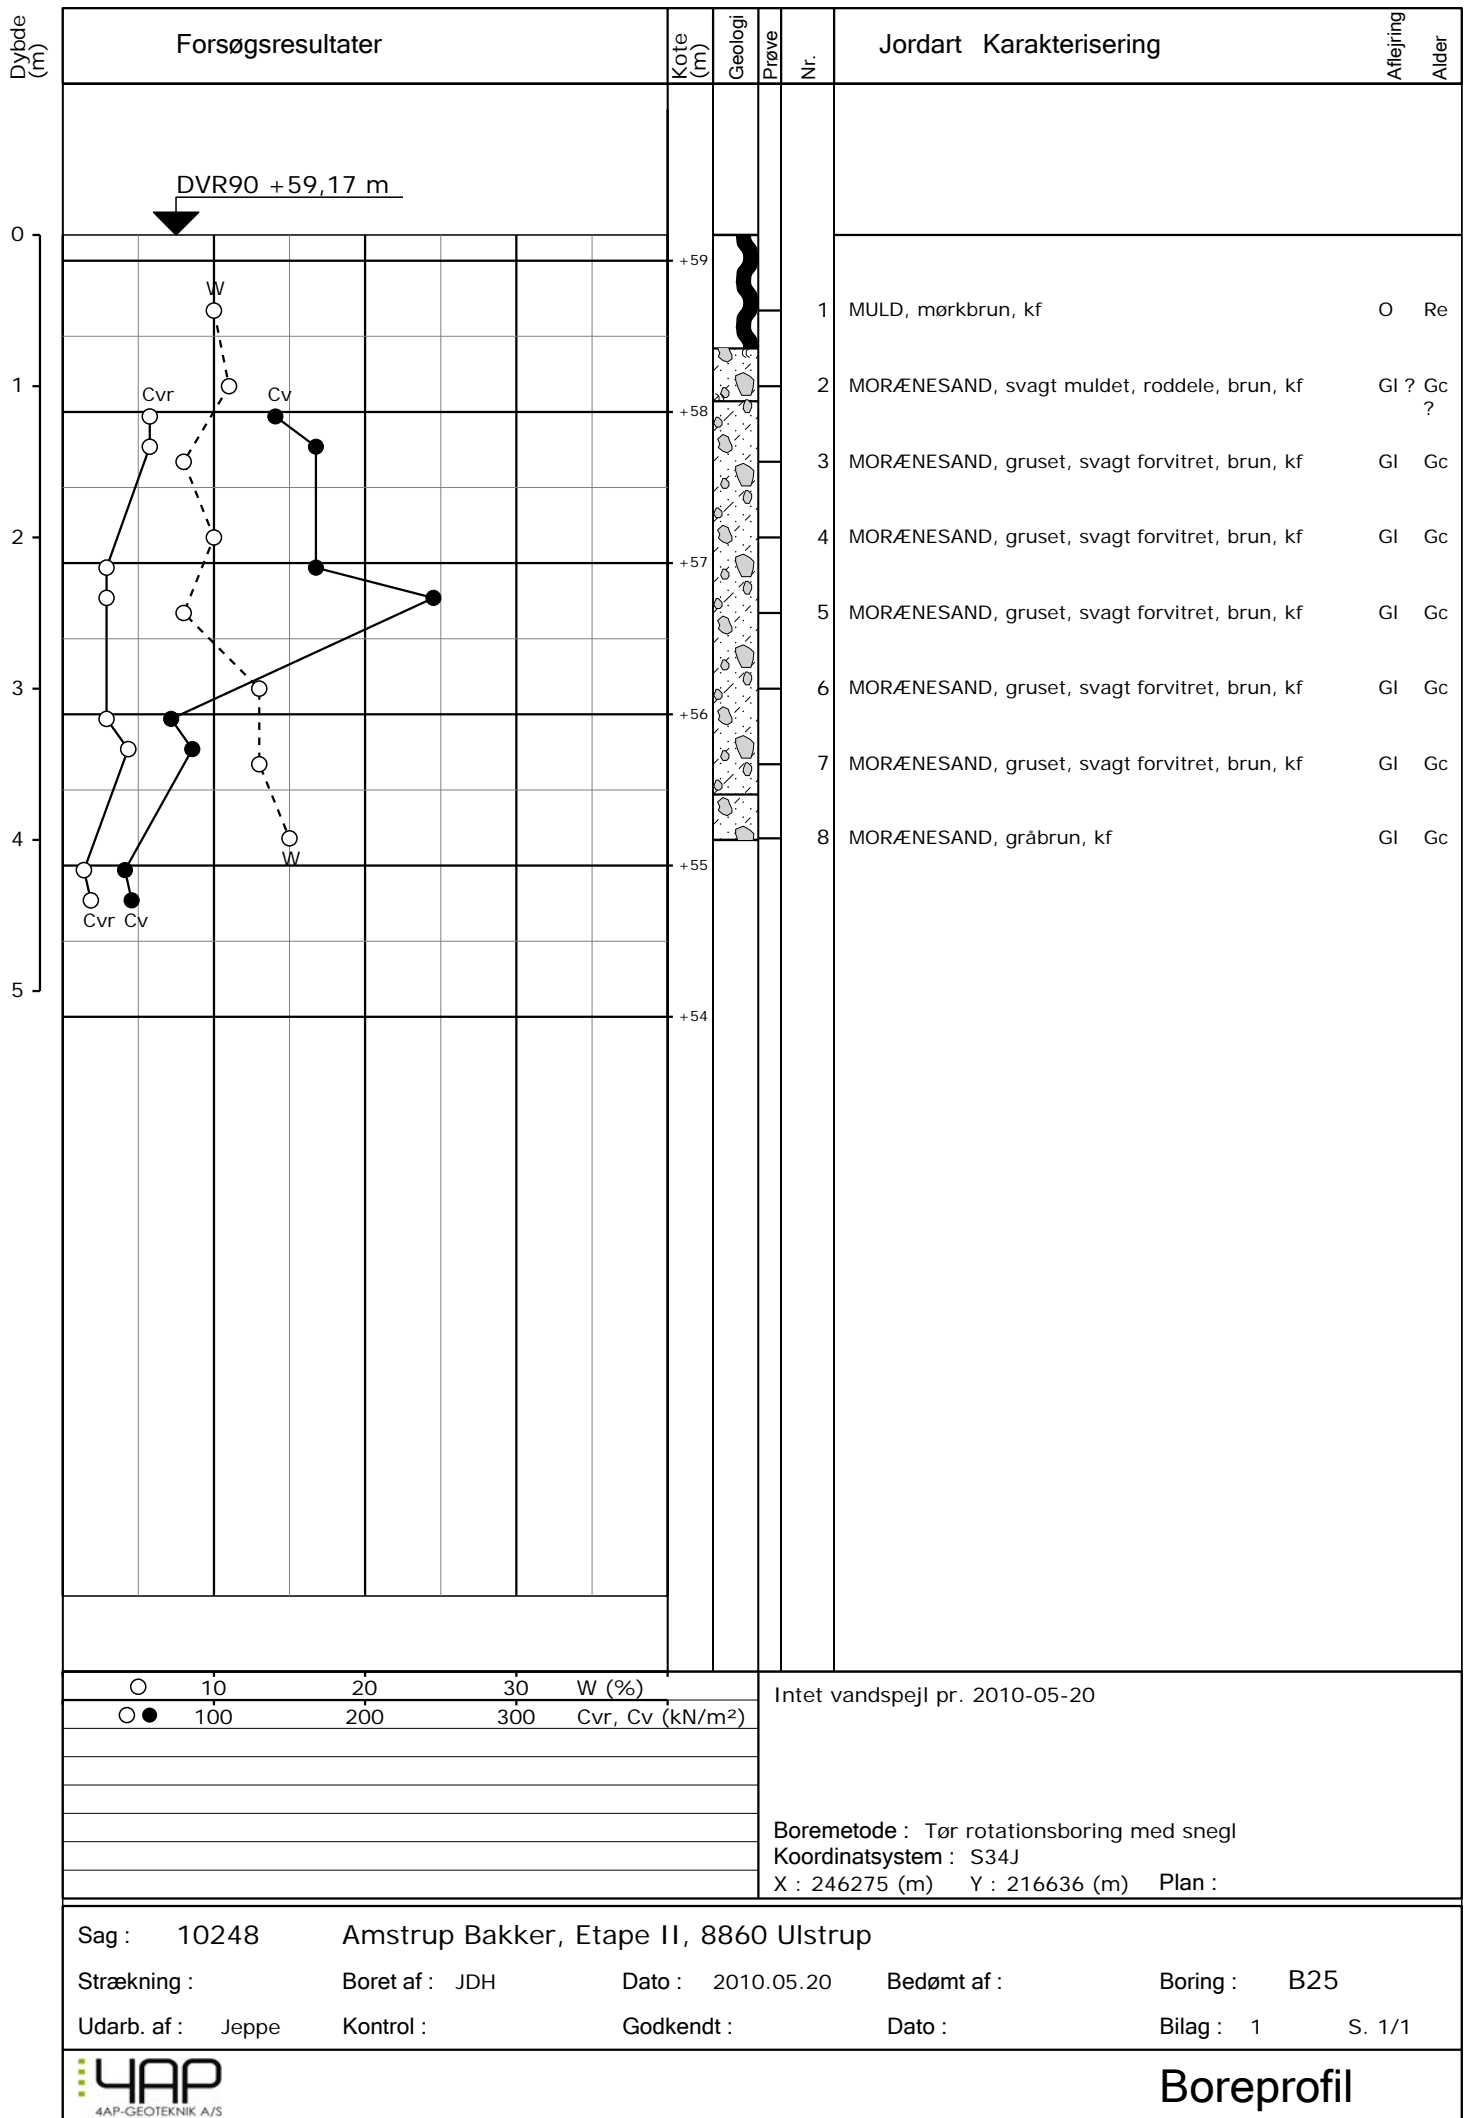 Dybde (m) Forsøgsresultater Kote (m) Geologi Prøve Nr. Jordart Karakterisering Aflejring Alder
DVR90 +59,17 m
0
+59
W
1 MULD, mørkbrun, kf O Re
1 Cvr Cv 2 MORÆNESAND, svagt muldet, roddele, brun, kf Gl ? Gc ?
+58
3 MORÆNESAND, gruset, svagt forvitret, brun, kf Gl Gc
2 4 MORÆNESAND, gruset, svagt forvitret, brun, kf Gl Gc
+57
5 MORÆNESAND, gruset, svagt forvitret, brun, kf Gl Gc
3 6 MORÆNESAND, gruset, svagt forvitret, brun, kf Gl Gc
+56
7 MORÆNESAND, gruset, svagt forvitret, brun, kf Gl Gc
4 8 MORÆNESAND, gråbrun, kf Gl Gc
W
+55
Cvr Cv
5
+54
10 20 30 W (%)
100 200 300 Cvr, Cv (kN/m²)
Intet vandspejl pr. 2010-05-20
Boremetode : Tør rotationsboring med snegl
Koordinatsystem : S34J
X : 246275 (m) Y : 216636 (m) Plan :
Sag : 10248 Amstrup Bakker, Etape II, 8860 Ulstrup
Strækning : Boret af : JDH Dato : 2010.05.20 Bedømt af : Boring : B25
Udarb. af : Jeppe Kontrol : Godkendt : Dato : Bilag : 1 S. 1/1
4AP
4AP-GEOTEKNIK A/S
Boreprofil